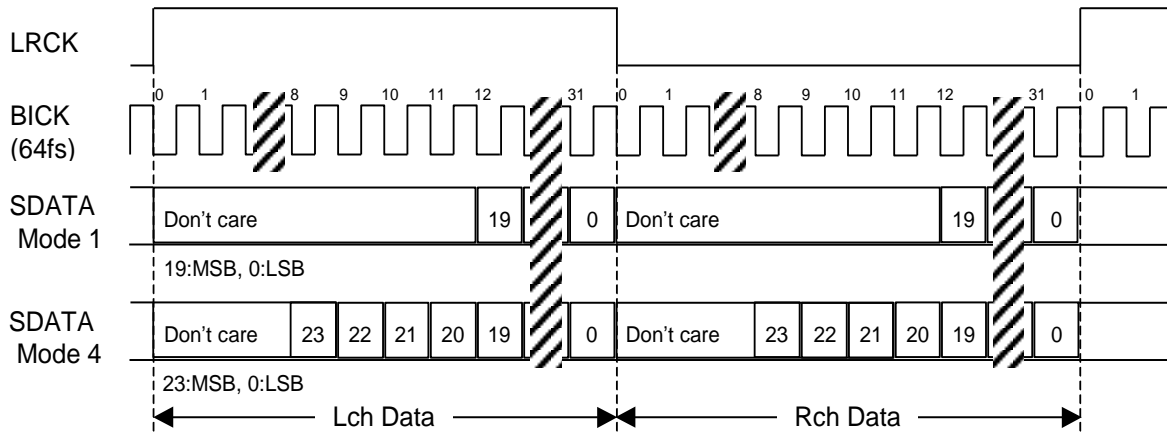 LRCK
BICK
(64fs)
0 1 8 9 10 11 12 31 0 1 8 9 10 11 12 31 0 1
SDATA
Mode 1
Don't care 19 0 Don't care 19 0
19:MSB, 0:LSB
SDATA
Mode 4
Don't care 23 22 21 20 19 0 Don't care 23 22 21 20 19 0
23:MSB, 0:LSB
Lch Data Rch Data